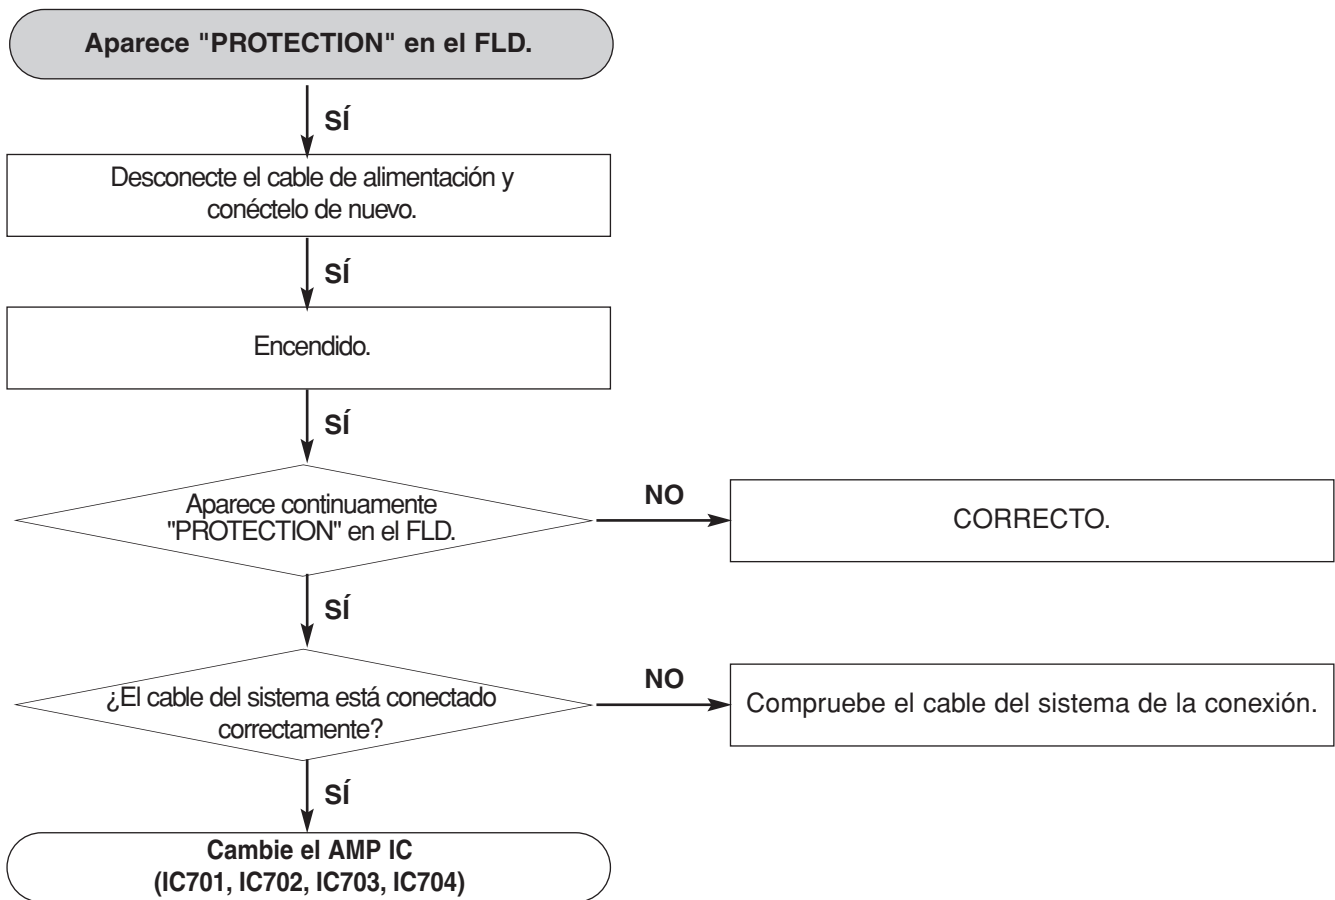 Aparece "PROTECTION" en el FLD.
SÍ
Desconecte el cable de alimentación y
conéctelo de nuevo.
SÍ
Encendido.
SÍ
Aparece continuamente
"PROTECTION" en el FLD.
NO
CORRECTO.
SÍ
¿El cable del sistema está conectado
correctamente?
NO
Compruebe el cable del sistema de la conexión.
SÍ
Cambie el AMP IC
(IC701, IC702, IC703, IC704)